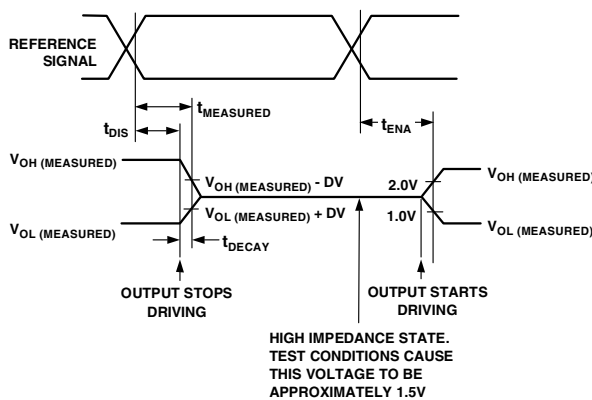 REFERENCE
SIGNAL
tMEASURED
tDIS
tENA
VOH (MEASURED)
VOH (MEASURED) - DV
2.0V
VOH (MEASURED)
VOL (MEASURED)
VOL (MEASURED) + DV
1.0V
VOL (MEASURED)
tDECAY
OUTPUT STOPS
DRIVING
OUTPUT STARTS
DRIVING
HIGH IMPEDANCE STATE.
TEST CONDITIONS CAUSE
THIS VOLTAGE TO BE
APPROXIMATELY 1.5V